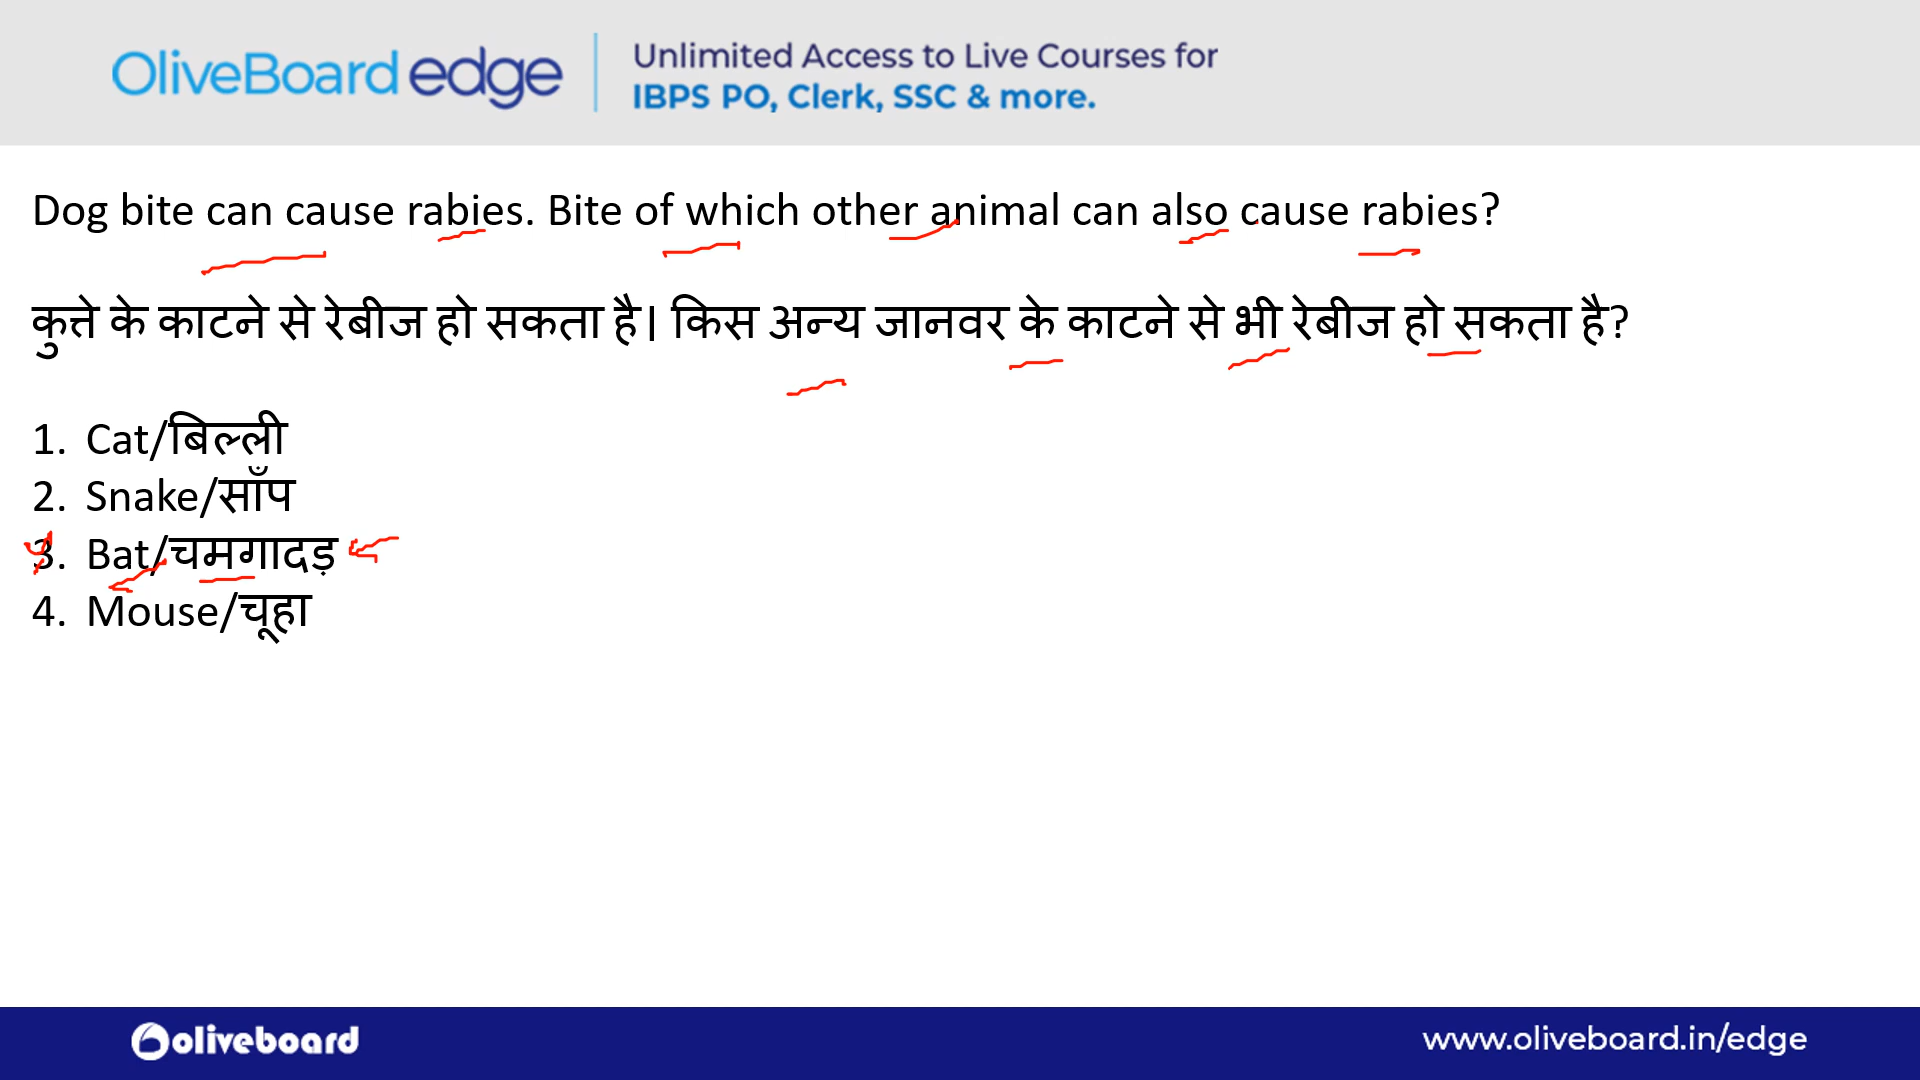 OliveBoard edge
Unlimited Access to Live Courses for
IBPS PO, Clerk, SSC & more.
Dog bite can cause rabies. Bite of which other animal can also cause rabies?
कुत्ते के काटने से रेबीज हो सकता है। किस अन्य जानवर के काटने से भी रेबीज हो सकता है?
1. Cat/बिल्ली
2. Snake/साँप
3. Bat/चमगादड़
4. Mouse/चूहा
oliveboard
www.oliveboard.in/edge